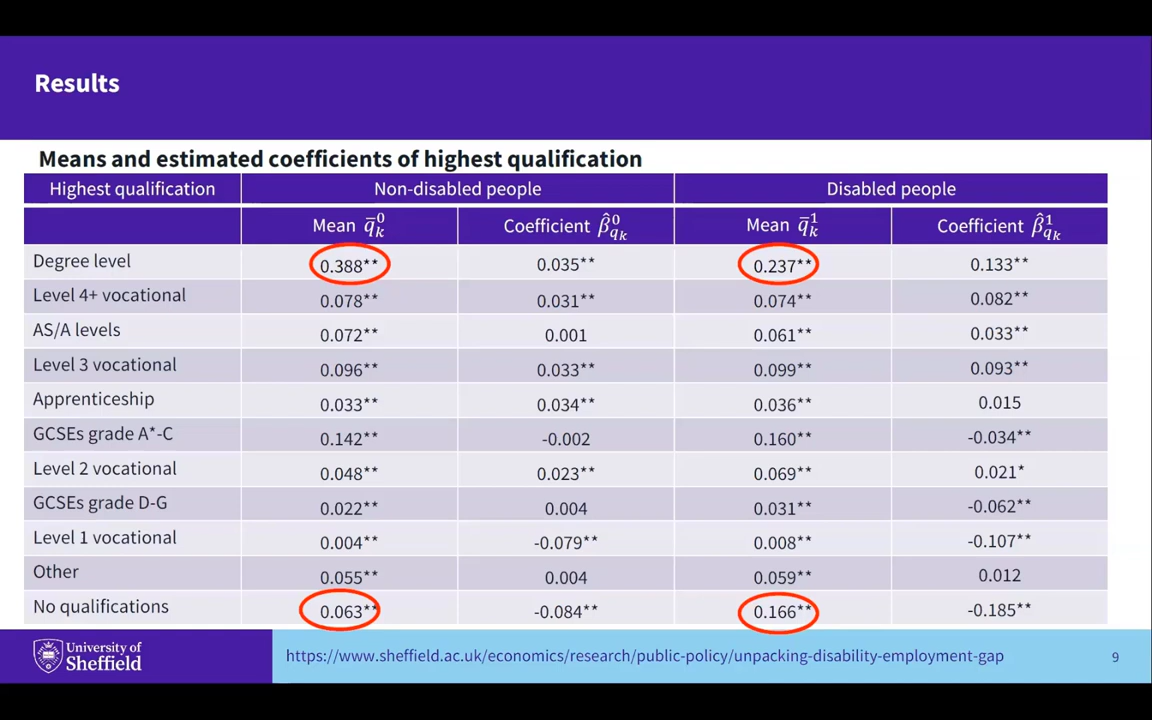 Results
Means and estimated coefficients of highest qualification
Highest qualification Non-disabled people Disabled people
Mean q̄⁰ₖ Coefficient β̂⁰qₖ Mean q̄¹ₖ Coefficient β̂¹qₖ
Degree level 0.388** 0.035** 0.237** 0.133**
Level 4+ vocational 0.078** 0.031** 0.074** 0.082**
AS/A levels 0.072** 0.001 0.061** 0.033**
Level 3 vocational 0.096** 0.033** 0.099** 0.093**
Apprenticeship 0.033** 0.034** 0.036** 0.015
GCSEs grade A*-C 0.142** -0.002 0.160** -0.034**
Level 2 vocational 0.048** 0.023** 0.069** 0.021*
GCSEs grade D-G 0.022** 0.004 0.031** -0.062**
Level 1 vocational 0.004** -0.079** 0.008** -0.107**
Other 0.055** 0.004 0.059** 0.012
No qualifications 0.063** -0.084** 0.166** -0.185**
University of
Sheffield
https://www.sheffield.ac.uk/economics/research/public-policy/unpacking-disability-employment-gap
9